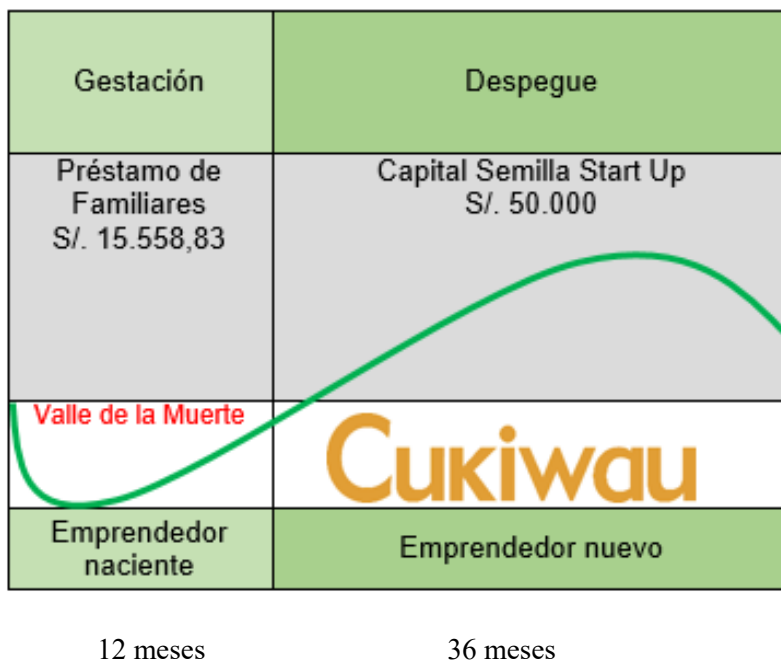 Gestación
Despegue
Préstamo de
Familiares
S/. 15.558,83
Capital Semilla Start Up
S/. 50.000
Valle de la Muerte
Cukiwau
Emprendedor
naciente
Emprendedor nuevo
12 meses
36 meses